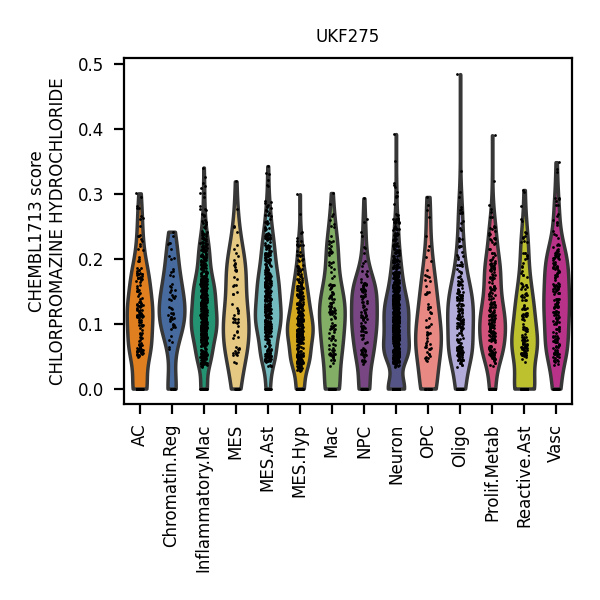 UKF275
CHEMBL1713 score
CHLORPROMAZINE HYDROCHLORIDE
0.5
0.4
0.3
0.2
0.1
0.0
AC
Chromatin.Reg
Inflammatory.Mac
MES
MES.Ast
MES.Hyp
Mac
NPC
Neuron
OPC
Oligo
Prolif.Metab
Reactive.Ast
Vasc